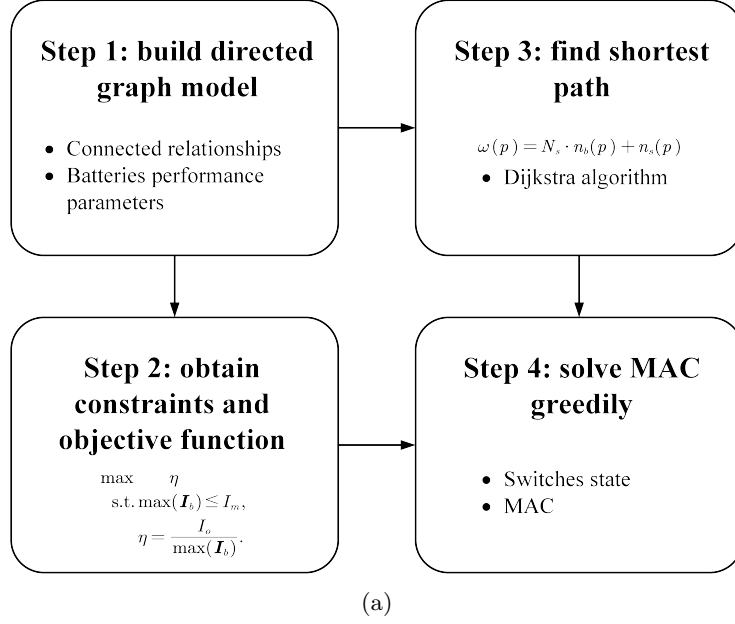 Step 1: build directed
graph model
• Connected relationships
• Batteries performance
parameters
Step 3: find shortest
path
ω(p) = N_s · n_b(p) + n_s(p)
• Dijkstra algorithm
Step 2: obtain
constraints and
objective function
max η
s.t. max(I_b) ≤ I_m,
η = I_o / max(I_b).
Step 4: solve MAC
greedily
• Switches state
• MAC
(a)